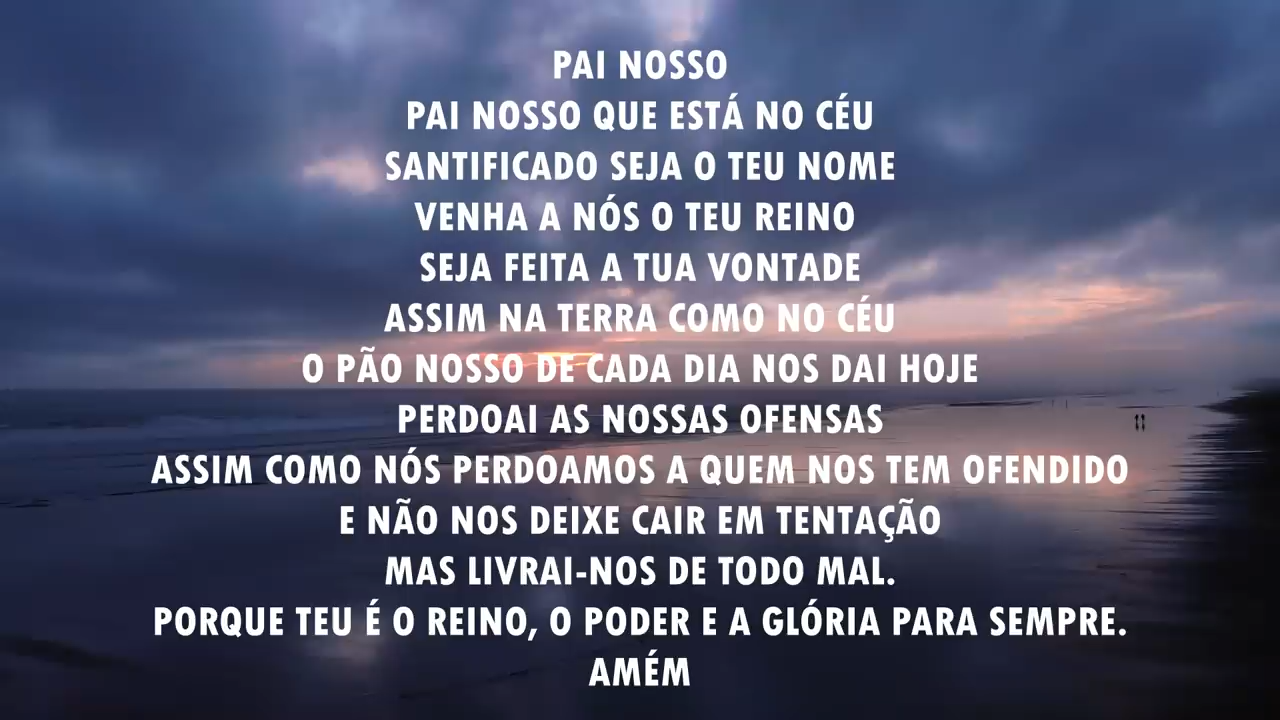 PAI NOSSO
PAI NOSSO QUE ESTÁ NO CÉU
SANTIFICADO SEJA O TEU NOME
VENHA A NÓS O TEU REINO
SEJA FEITA A TUA VONTADE
ASSIM NA TERRA COMO NO CÉU
O PÃO NOSSO DE CADA DIA NOS DAI HOJE
PERDOAI AS NOSSAS OFENSAS
ASSIM COMO NÓS PERDOAMOS A QUEM NOS TEM OFENDIDO
E NÃO NOS DEIXE CAIR EM TENTAÇÃO
MAS LIVRAI-NOS DE TODO MAL.
PORQUE TEU É O REINO, O PODER E A GLÓRIA PARA SEMPRE.
AMÉM